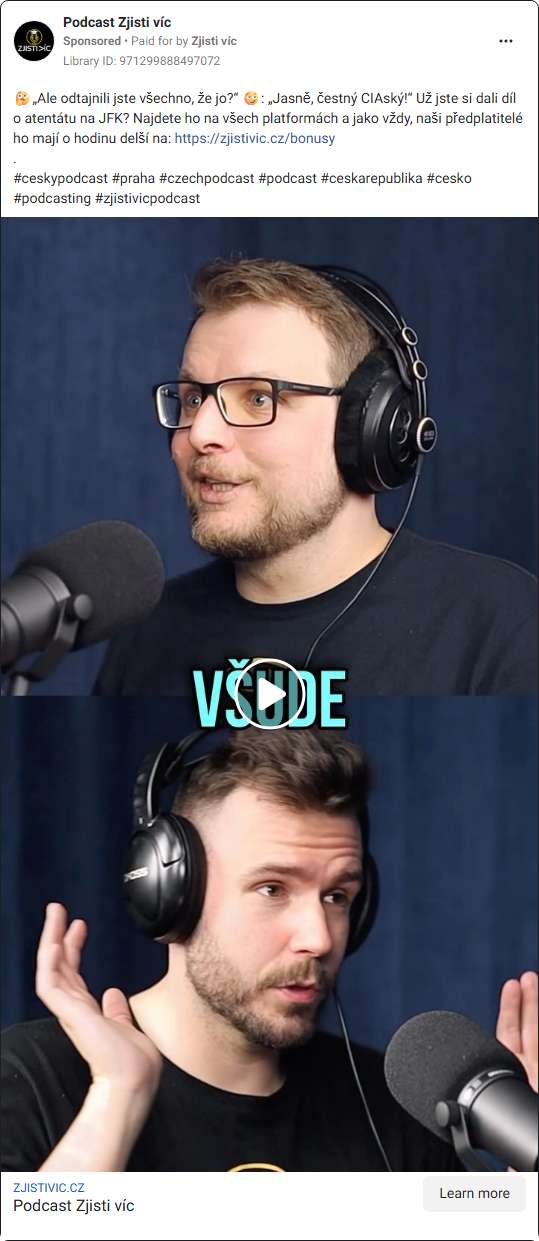 Podcast Zjisti víc
Sponsored • Paid for by Zjisti víc
Library ID: 971299888497072
ZJISTI VÍC
🫣 „Ale odtajnili jste všechno, že jo?“ 😳 : „Jasně, čestný CIAský!“ Už jste si dali díl
o atentátu na JFK? Najdete ho na všech platformách a jako vždy, naši předplatitelé
ho mají o hodinu delší na: https://zjistivic.cz/bonusy
.
#ceskypodcast #praha #czechpodcast #podcast #ceskarepublika #cesko
#podcasting #zjistivicpodcast
VŠUDE
KOSS
ZJISTIVIC.CZ
Podcast Zjisti víc
Learn more